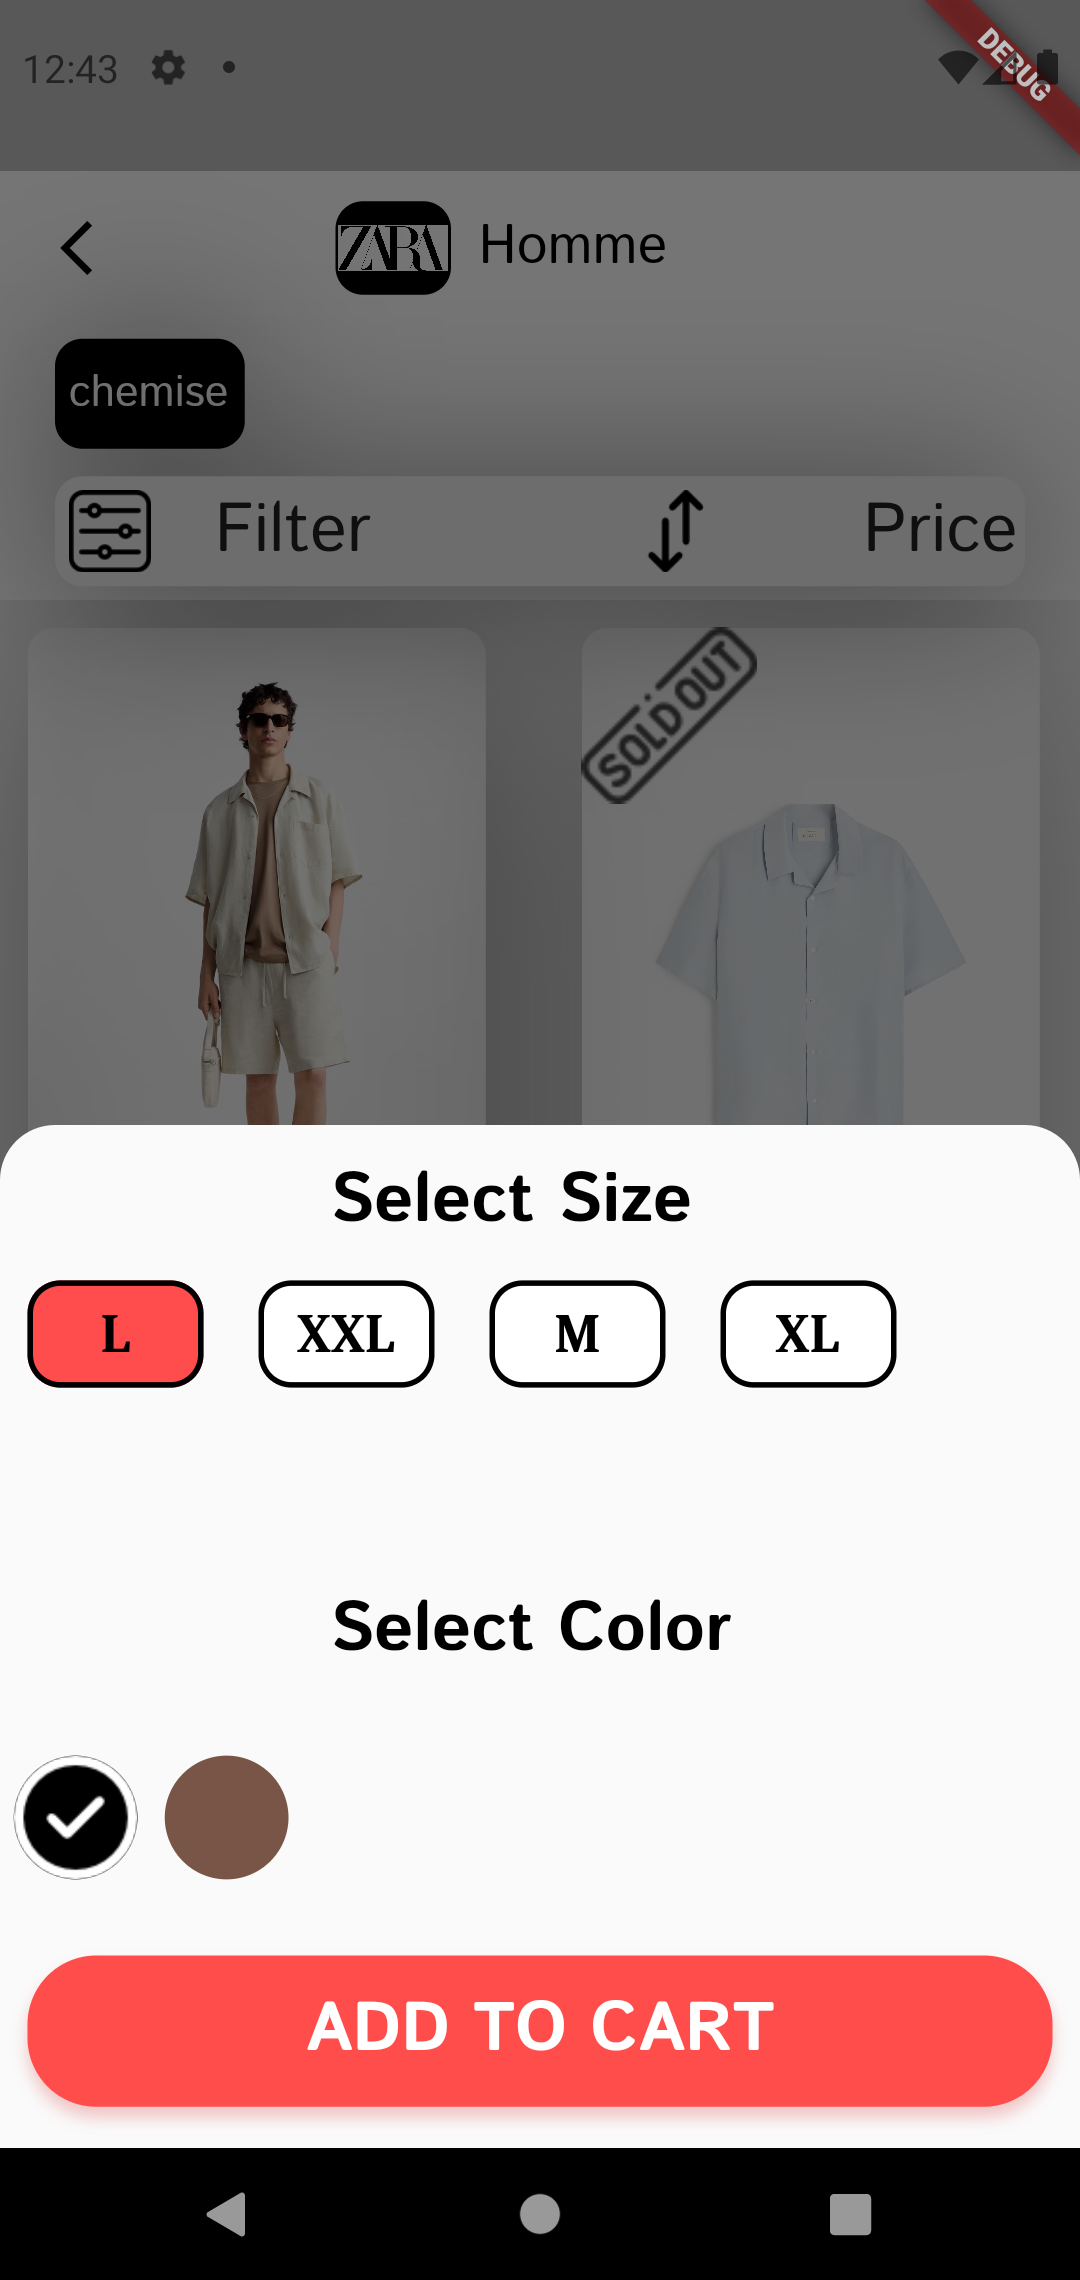 12:43
DEBUG
ZARA Homme
chemise
Filter Price
SOLD OUT
Select Size
L XXL M XL
Select Color
ADD TO CART